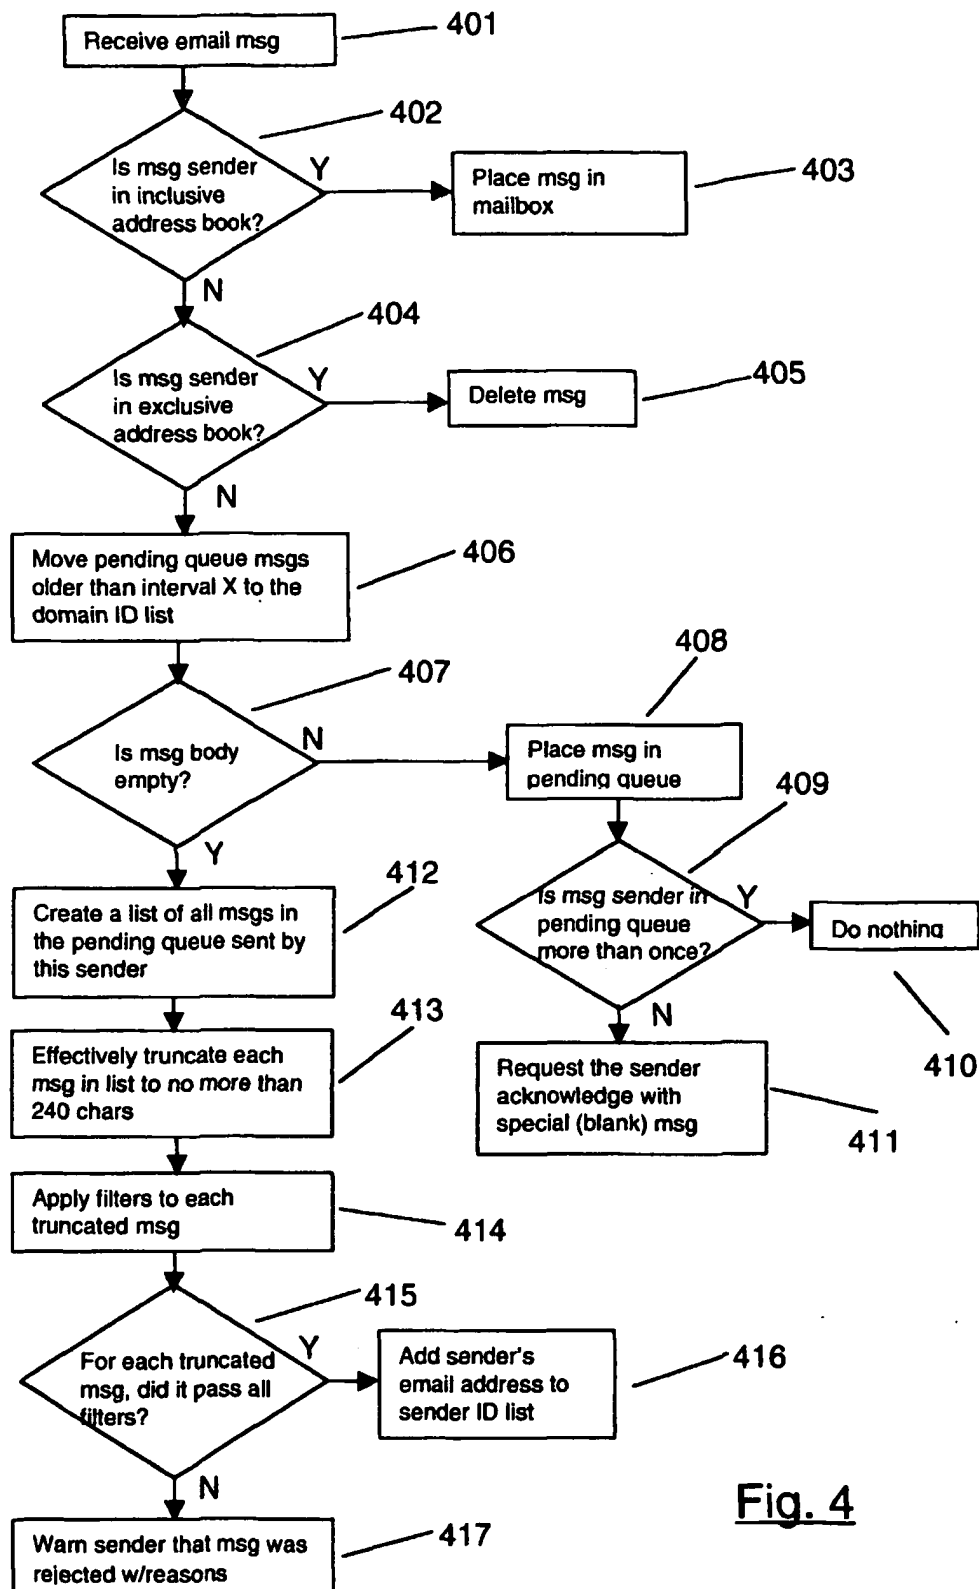 Receive email msg
401
402
Is msg sender
in inclusive
address book?
Y
Place msg in
mailbox
403
N
404
Is msg sender
in exclusive
address book?
Y
Delete msg
405
N
Move pending queue msgs
older than interval X to the
domain ID list
406
407
Is msg body
empty?
N
408
Place msg in
pending queue
409
Y
Is msg sender in
pending queue
more than once?
Y
Do nothing
410
N
Request the sender
acknowledge with
special (blank) msg
411
412
Create a list of all msgs in
the pending queue sent by
this sender
413
Effectively truncate each
msg in list to no more than
240 chars
Apply filters to each
truncated msg
414
415
For each truncated
msg, did it pass all
filters?
Y
Add sender's
email address to
sender ID list
416
N
Warn sender that msg was
rejected w/reasons
417
Fig. 4